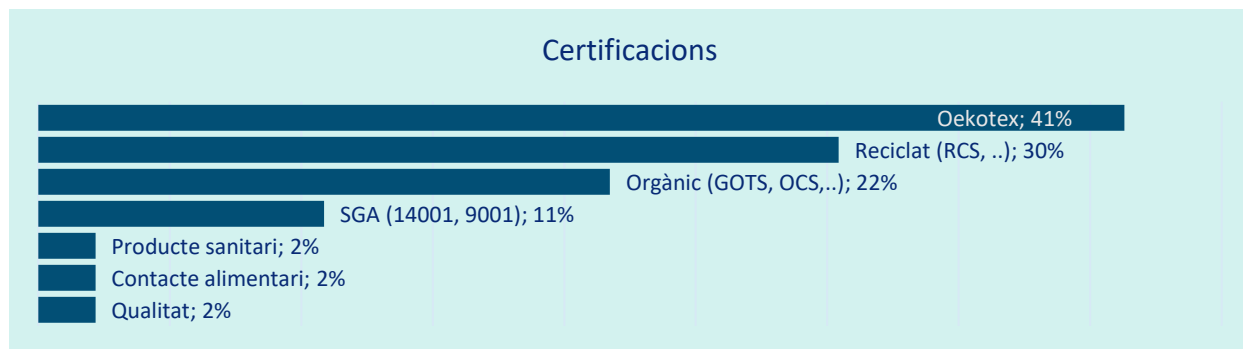 Certificacions
Oekotex; 41%
Reciclat (RCS, ..); 30%
Orgànic (GOTS, OCS,..); 22%
SGA (14001, 9001); 11%
Producte sanitari; 2%
Contacte alimentari; 2%
Qualitat; 2%